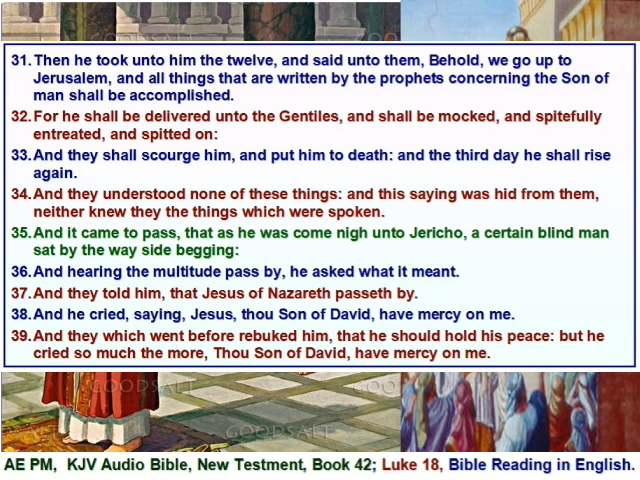 31. Then he took unto him the twelve, and said unto them, Behold, we go up to
Jerusalem, and all things that are written by the prophets concerning the Son of
man shall be accomplished.
32. For he shall be delivered unto the Gentiles, and shall be mocked, and spitefully
entreated, and spitted on:
33. And they shall scourge him, and put him to death: and the third day he shall rise
again.
34. And they understood none of these things: and this saying was hid from them,
neither knew they the things which were spoken.
35. And it came to pass, that as he was come nigh unto Jericho, a certain blind man
sat by the way side begging:
36. And hearing the multitude pass by, he asked what it meant.
37. And they told him, that Jesus of Nazareth passeth by.
38. And he cried, saying, Jesus, thou Son of David, have mercy on me.
39. And they which went before rebuked him, that he should hold his peace: but he
cried so much the more, Thou Son of David, have mercy on me.
GOODSALT
GOODSALT
AE PM, KJV Audio Bible, New Testment, Book 42; Luke 18, Bible Reading in English.